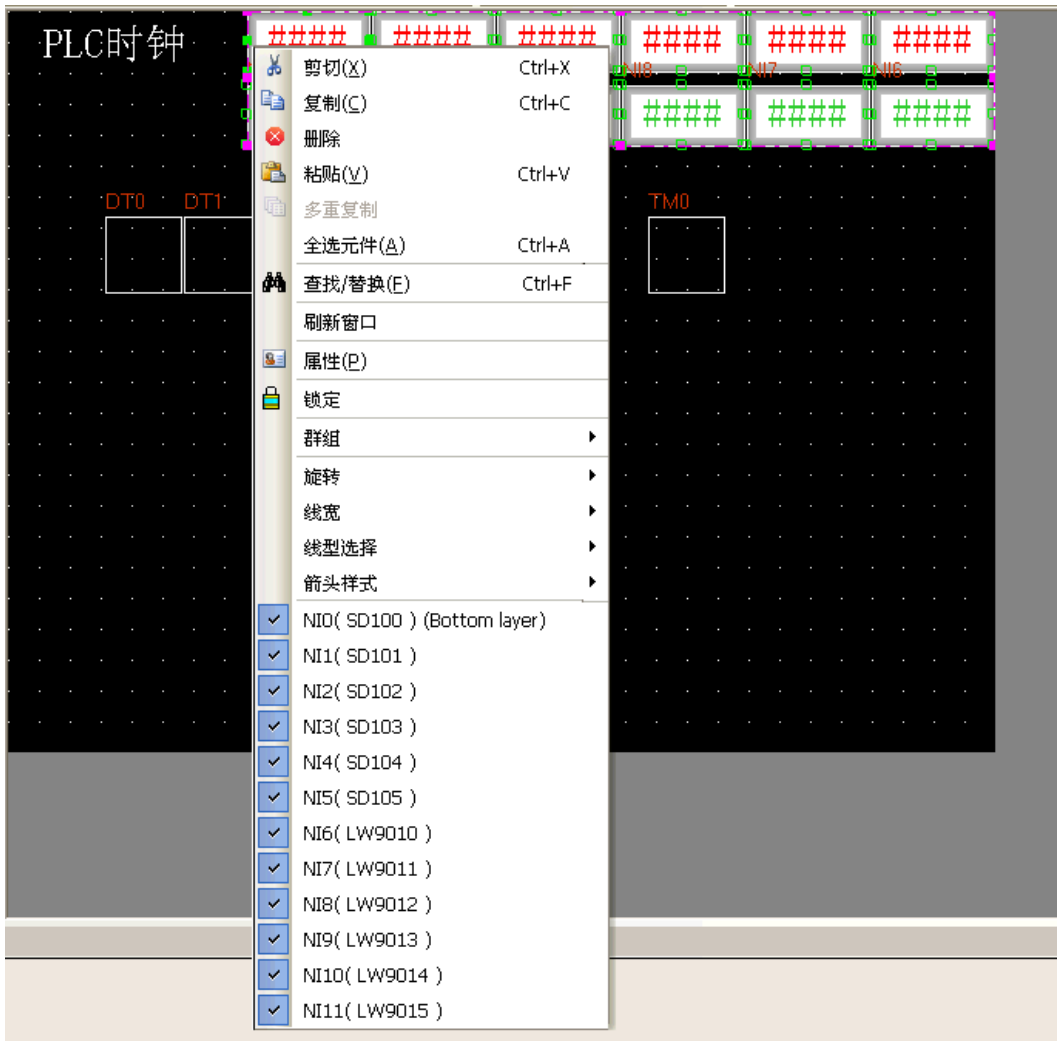 PLC时钟
#### #### #### #### #### ####
NI8 NI7 NI6
#### #### ####
DT0 DT1 TM0
剪切(X) Ctrl+X
复制(C) Ctrl+C
删除
粘贴(V) Ctrl+V
多重复制
全选元件(A) Ctrl+A
查找/替换(F) Ctrl+F
刷新窗口
属性(P)
锁定
群组
旋转
线宽
线型选择
箭头样式
NI0( SD100 ) (Bottom layer)
NI1( SD101 )
NI2( SD102 )
NI3( SD103 )
NI4( SD104 )
NI5( SD105 )
NI6( LW9010 )
NI7( LW9011 )
NI8( LW9012 )
NI9( LW9013 )
NI10( LW9014 )
NI11( LW9015 )